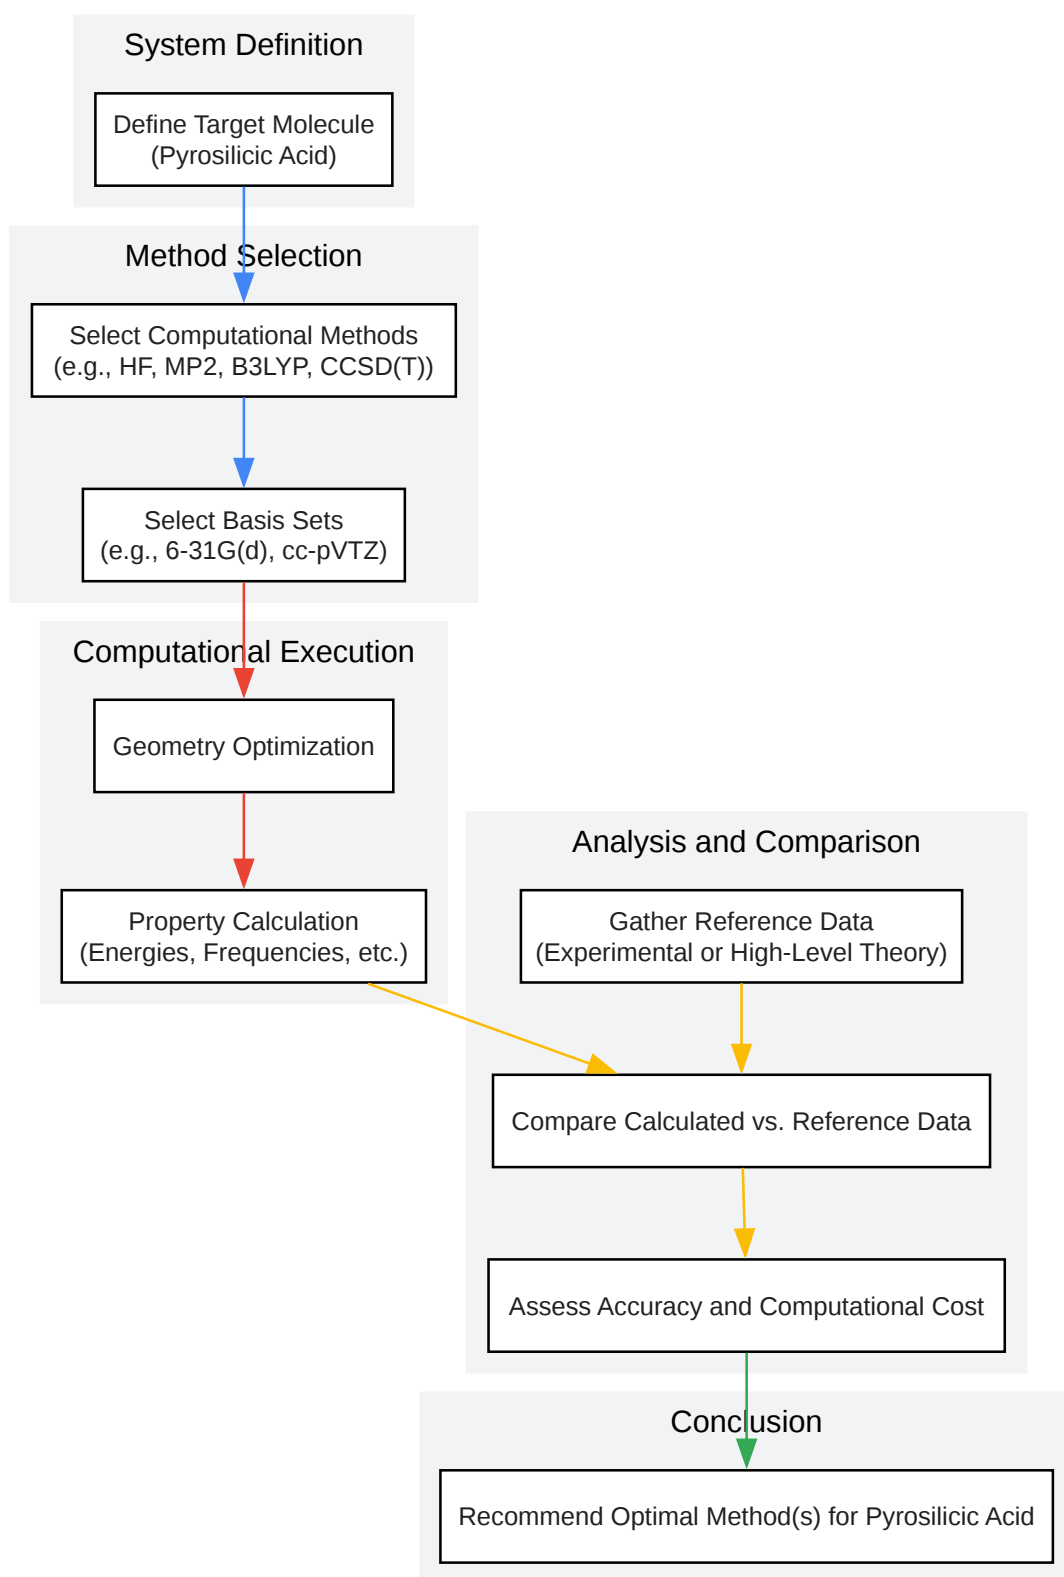 System Definition
Define Target Molecule
(Pyrosilicic Acid)
Method Selection
Select Computational Methods
(e.g., HF, MP2, B3LYP, CCSD(T))
Select Basis Sets
(e.g., 6-31G(d), cc-pVTZ)
Computational Execution
Geometry Optimization
Property Calculation
(Energies, Frequencies, etc.)
Analysis and Comparison
Gather Reference Data
(Experimental or High-Level Theory)
Compare Calculated vs. Reference Data
Assess Accuracy and Computational Cost
Conclusion
Recommend Optimal Method(s) for Pyrosilicic Acid